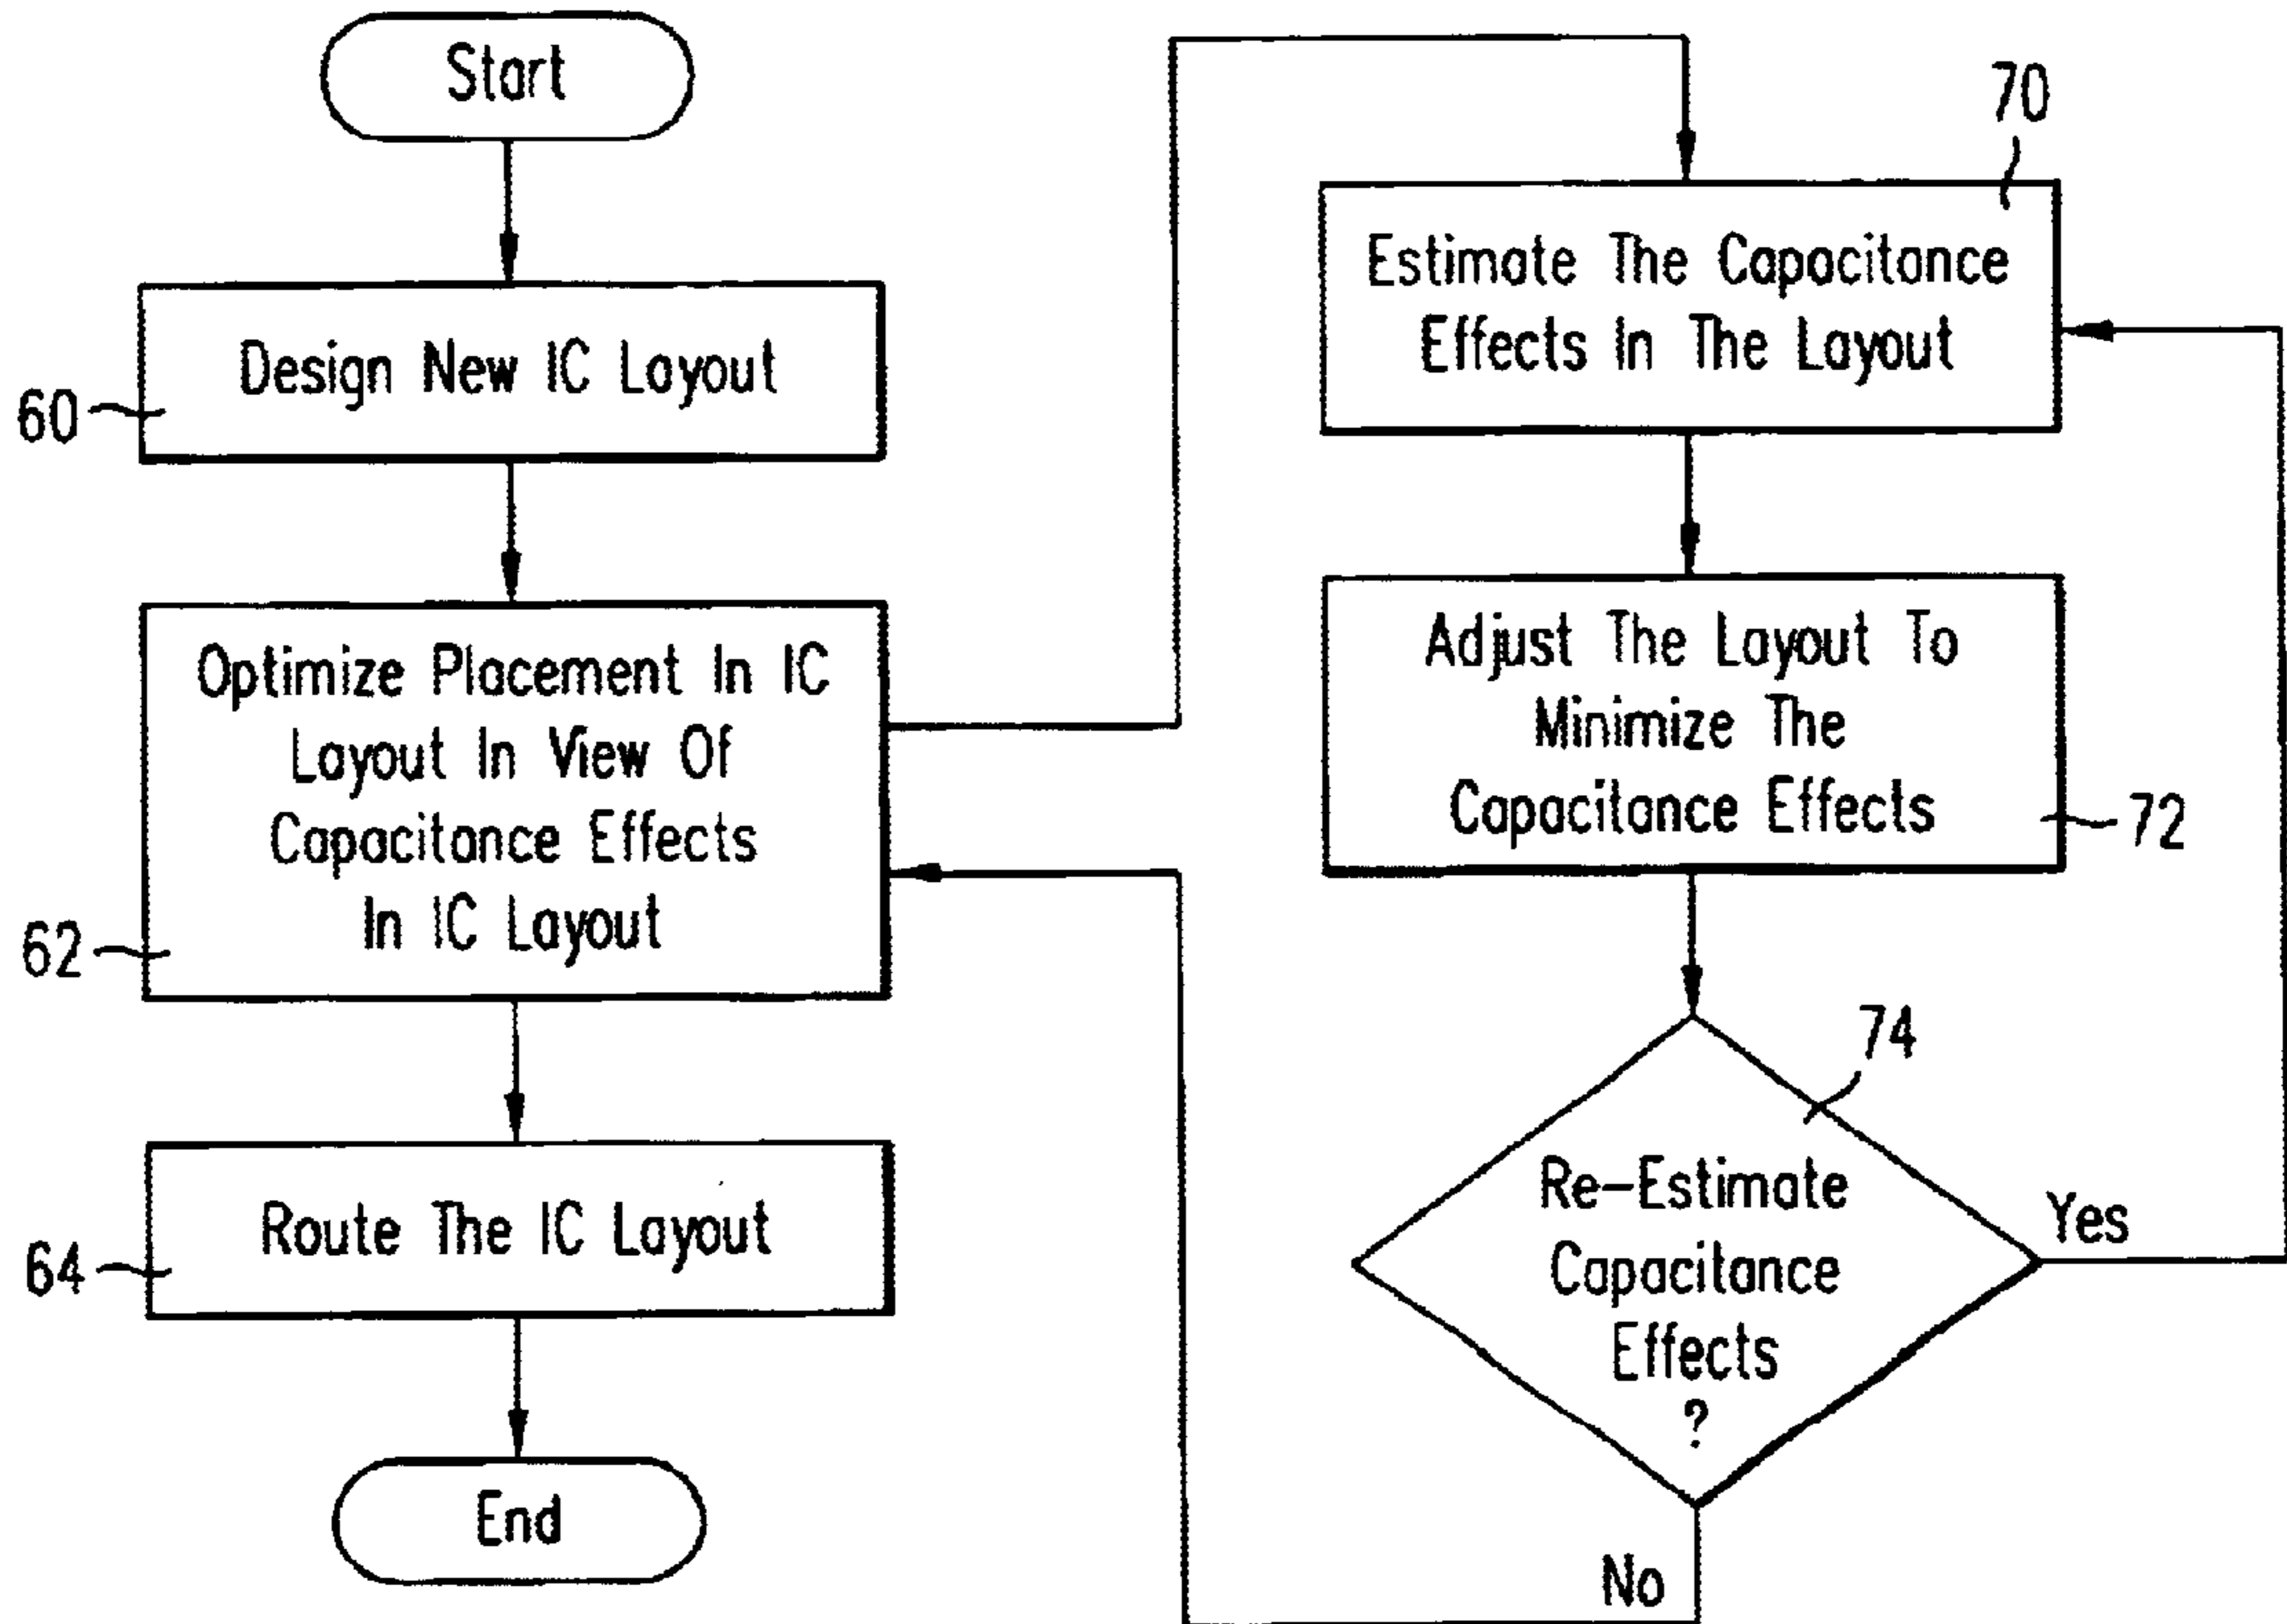 Start
60
Design New IC Layout
62
Optimize Placement In IC
Layout In View Of
Capacitance Effects
In IC Layout
64
Route The IC Layout
End
70
Estimate The Capacitance
Effects In The Layout
Adjust The Layout To
Minimize The
Capacitance Effects
72
74
Re-Estimate
Capacitance
Effects
?
Yes
No